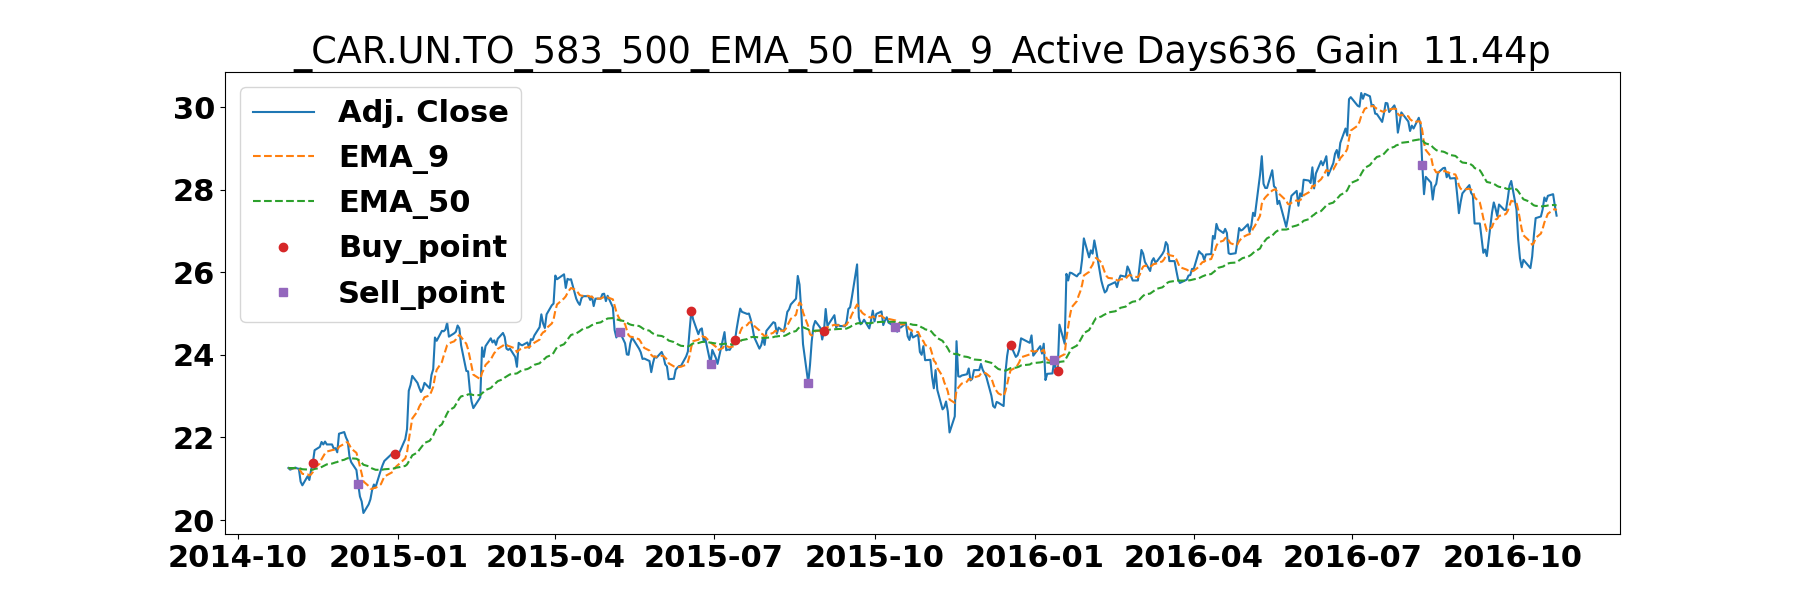 _CAR.UN.TO_583_500_EMA_50_EMA_9_Active Days636_Gain  11.44p
30
28
26
24
22
20
Adj. Close
EMA_9
EMA_50
Buy_point
Sell_point
2014-10 2015-01 2015-04 2015-07 2015-10 2016-01 2016-04 2016-07 2016-10